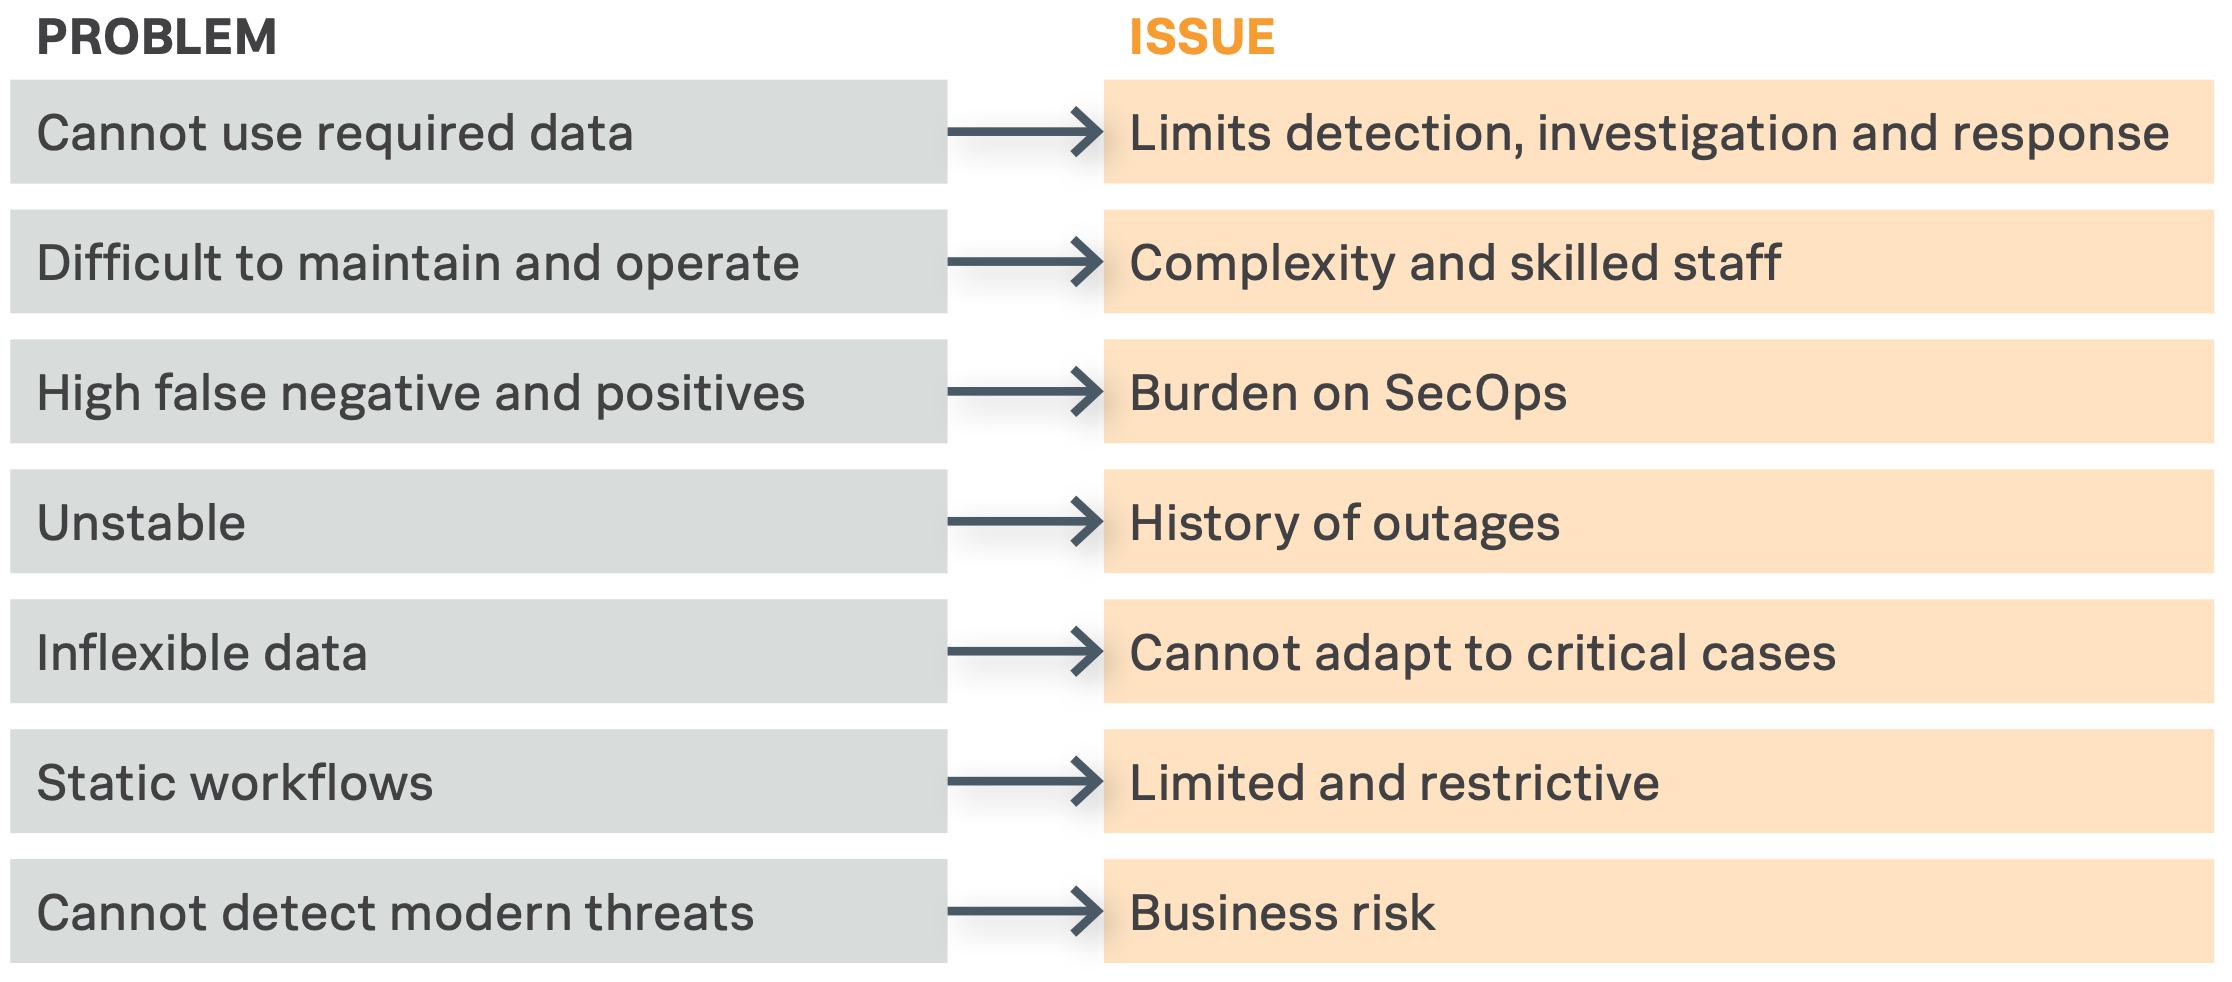 PROBLEM
ISSUE
Cannot use required data
Limits detection, investigation and response
Difficult to maintain and operate
Complexity and skilled staff
High false negative and positives
Burden on SecOps
Unstable
History of outages
Inflexible data
Cannot adapt to critical cases
Static workflows
Limited and restrictive
Cannot detect modern threats
Business risk